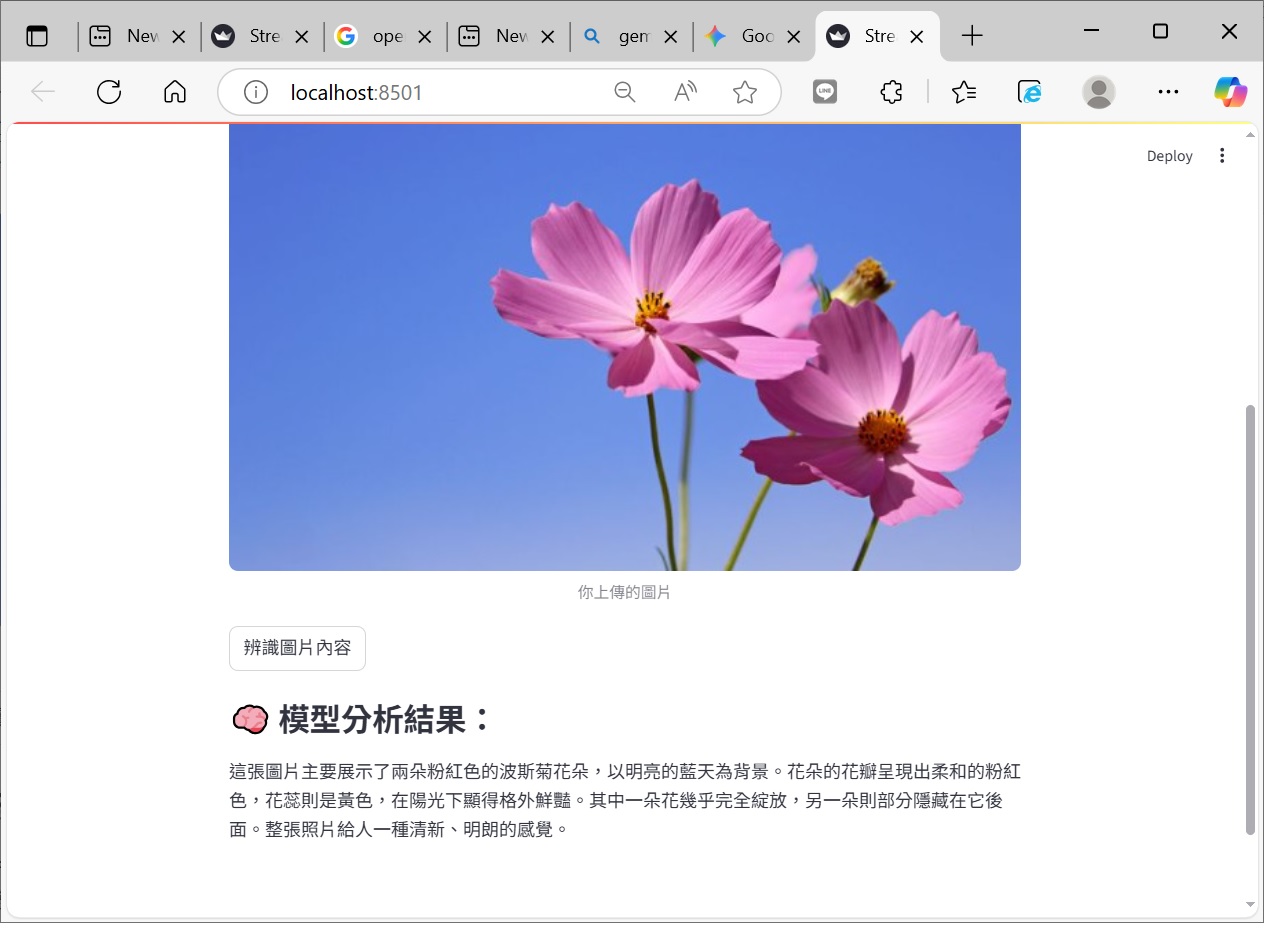 New
Stre
ope
New
gem
Goo
Stre
localhost:8501
LINE
Deploy
你上傳的圖片
辨識圖片內容
模型分析結果：
這張圖片主要展示了兩朵粉紅色的波斯菊花朵，以明亮的藍天為背景。花朵的花瓣呈現出柔和的粉紅
色，花蕊則是黃色，在陽光下顯得格外鮮豔。其中一朵花幾乎完全綻放，另一朵則部分隱藏在它後
面。整張照片給人一種清新、明朗的感覺。